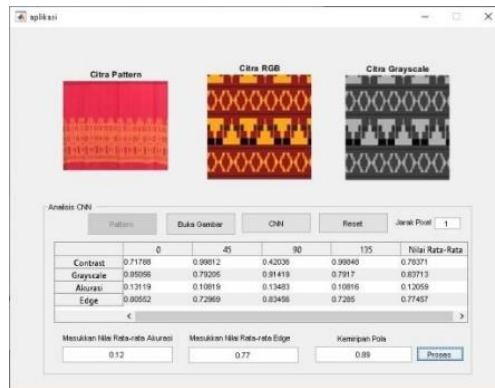 aplikasi
Citra Pattern
Citra RGB
Citra Grayscale
Analisis CNN
Pattern Buka Gambar CNN Reset Jarak Pixel 1
0 45 90 135 Nilai Rata-Rata
Contrast 0.71788 0.99812 0.42036 0.99848 0.78371
Grayscale 0.85056 0.79205 0.91419 0.7917 0.83713
Akurasi 0.13119 0.10819 0.13483 0.10816 0.12059
Edge 0.80552 0.72969 0.83456 0.7285 0.77457
Masukkan Nilai Rata-rata Akurasi Masukkan Nilai Rata-rata Edge Kemiripan Pola
0.12 0.77 0.89 Proses